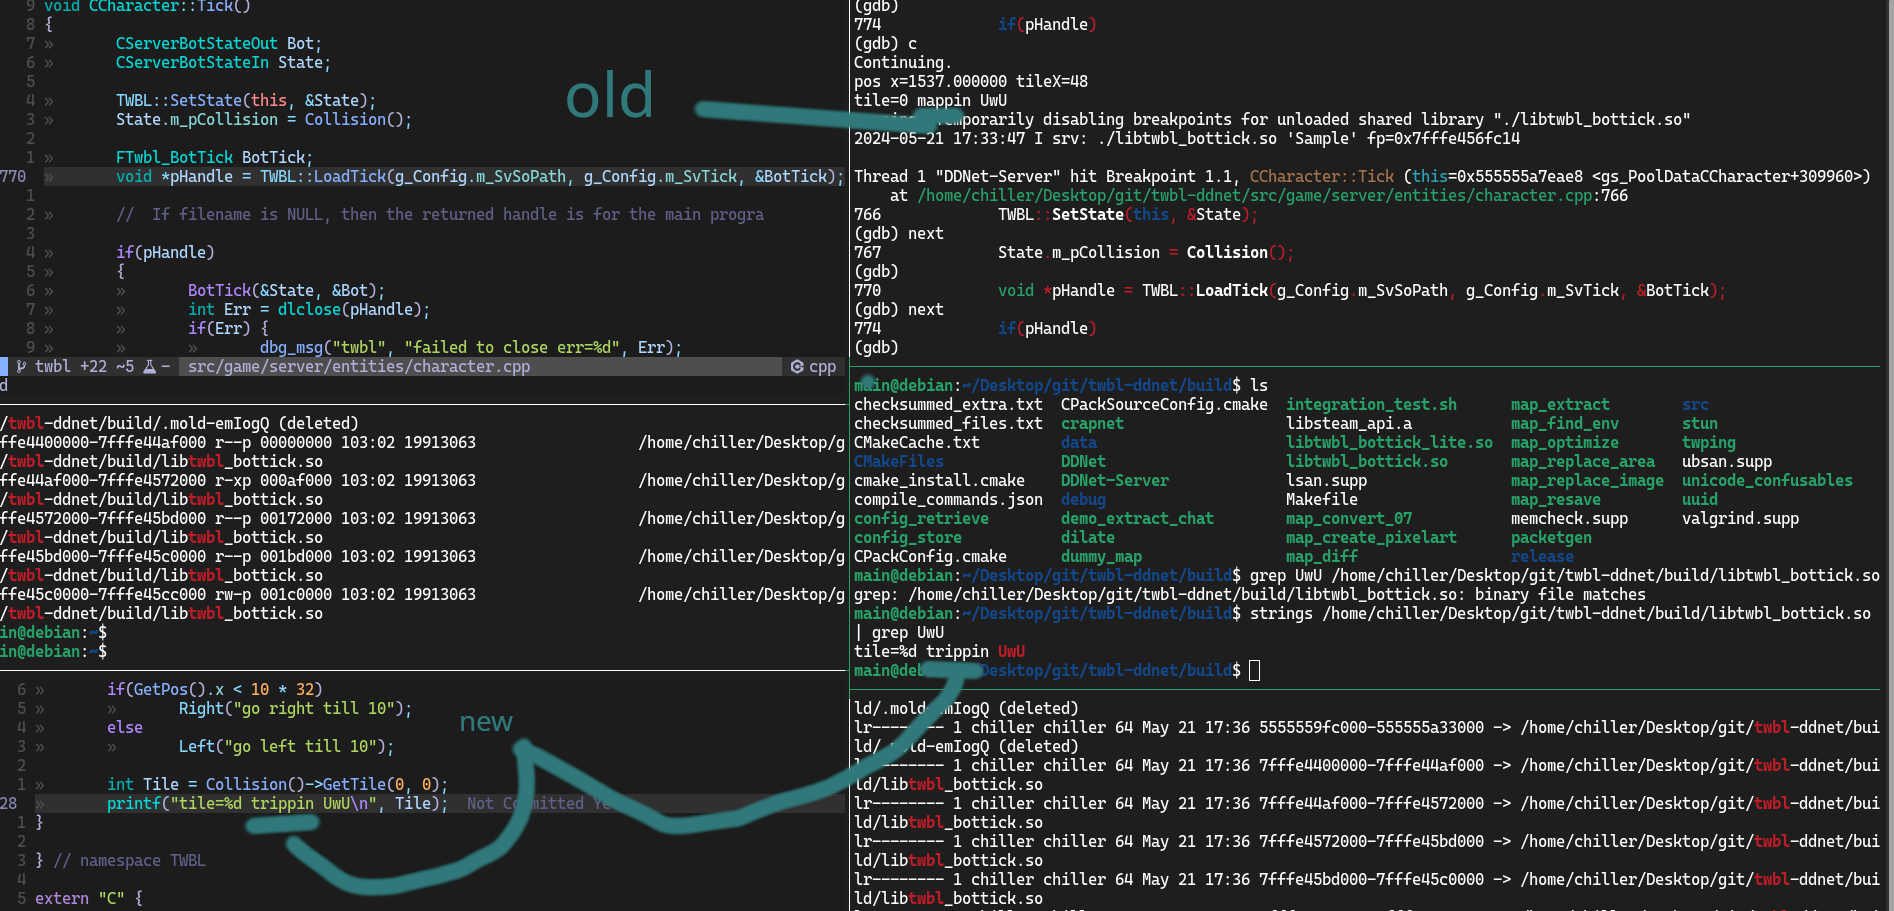 9 void CCharacter::Tick()
8 {
7 » CServerBotStateOut Bot;
6 » CServerBotStateIn State;
5
4 » TWBL::SetState(this, &State);
3 » State.m_pCollision = Collision();
2
1 » FTwbl_BotTick BotTick;
770 » void *pHandle = TWBL::LoadTick(g_Config.m_SvSoPath, g_Config.m_SvTick, &BotTick);
1
2 » // If filename is NULL, then the returned handle is for the main progra
3
4 » if(pHandle)
5 » {
6 » » BotTick(&State, &Bot);
7 » » int Err = dlclose(pHandle);
8 » » if(Err) {
9 » » » dbg_msg("twbl", "failed to close err=%d", Err);
twbl +22 ~5 - src/game/server/entities/character.cpp cpp
d
old
/twbl-ddnet/build/.mold-emIogQ (deleted)
ffe4400000-7fffe44af000 r--p 00000000 103:02 19913063 /home/chiller/Desktop/g
/twbl-ddnet/build/libtwbl_bottick.so
ffe44af000-7fffe4572000 r-xp 000af000 103:02 19913063 /home/chiller/Desktop/g
/twbl-ddnet/build/libtwbl_bottick.so
ffe4572000-7fffe45bd000 r--p 00172000 103:02 19913063 /home/chiller/Desktop/g
/twbl-ddnet/build/libtwbl_bottick.so
ffe45bd000-7fffe45c0000 r--p 001bd000 103:02 19913063 /home/chiller/Desktop/g
/twbl-ddnet/build/libtwbl_bottick.so
ffe45c0000-7fffe45cc000 rw-p 001c0000 103:02 19913063 /home/chiller/Desktop/g
/twbl-ddnet/build/libtwbl_bottick.so
in@debian:~$
in@debian:~$
6 » if(GetPos().x < 10 * 32)
5 » » Right("go right till 10");
4 » else
3 » » Left("go left till 10");
2
1 » int Tile = Collision()->GetTile(0, 0);
28 » printf("tile=%d trippin UwU\n", Tile); Not Committed Ye
1 }
2
3 } // namespace TWBL
4
5 extern "C" {
new
(gdb)
774 if(pHandle)
(gdb) c
Continuing.
pos x=1537.000000 tileX=48
tile=0 mappin UwU
temporarily disabling breakpoints for unloaded shared library "./libtwbl_bottick.so"
2024-05-21 17:33:47 I srv: ./libtwbl_bottick.so 'Sample' fp=0x7fffe456fc14
Thread 1 "DDNet-Server" hit Breakpoint 1.1, CCharacter::Tick (this=0x555555a7eae8 <gs_PoolDataCCharacter+309960>)
at /home/chiller/Desktop/git/twbl-ddnet/src/game/server/entities/character.cpp:766
766 TWBL::SetState(this, &State);
(gdb) next
767 State.m_pCollision = Collision();
(gdb)
770 void *pHandle = TWBL::LoadTick(g_Config.m_SvSoPath, g_Config.m_SvTick, &BotTick);
(gdb) next
774 if(pHandle)
(gdb)
main@debian:~/Desktop/git/twbl-ddnet/build$ ls
checksummed_extra.txt CPackSourceConfig.cmake integration_test.sh map_extract src
checksummed_files.txt crapnet libsteam_api.a map_find_env stun
CMakeCache.txt data libtwbl_bottick_lite.so map_optimize twping
CMakeFiles DDNet libtwbl_bottick.so map_replace_area ubsan.supp
cmake_install.cmake DDNet-Server lsan.supp map_replace_image unicode_confusables
compile_commands.json debug Makefile map_resave uuid
config_retrieve demo_extract_chat map_convert_07 memcheck.supp valgrind.supp
config_store dilate map_create_pixelart packetgen
CPackConfig.cmake dummy_map map_diff release
main@debian:~/Desktop/git/twbl-ddnet/build$ grep UwU /home/chiller/Desktop/git/twbl-ddnet/build/libtwbl_bottick.so
grep: /home/chiller/Desktop/git/twbl-ddnet/build/libtwbl_bottick.so: binary file matches
main@debian:~/Desktop/git/twbl-ddnet/build$ strings /home/chiller/Desktop/git/twbl-ddnet/build/libtwbl_bottick.so
| grep UwU
tile=%d trippin UwU
main@deb Desktop/git/twbl-ddnet/build$
ld/.mold-emIogQ (deleted)
lr-------- 1 chiller chiller 64 May 21 17:36 5555559fc000-555555a33000 -> /home/chiller/Desktop/git/twbl-ddnet/bui
ld/.mold-emIogQ (deleted)
lr-------- 1 chiller chiller 64 May 21 17:36 7fffe4400000-7fffe44af000 -> /home/chiller/Desktop/git/twbl-ddnet/bui
ld/libtwbl_bottick.so
lr-------- 1 chiller chiller 64 May 21 17:36 7fffe44af000-7fffe4572000 -> /home/chiller/Desktop/git/twbl-ddnet/bui
ld/libtwbl_bottick.so
lr-------- 1 chiller chiller 64 May 21 17:36 7fffe4572000-7fffe45bd000 -> /home/chiller/Desktop/git/twbl-ddnet/bui
ld/libtwbl_bottick.so
lr-------- 1 chiller chiller 64 May 21 17:36 7fffe45bd000-7fffe45c0000 -> /home/chiller/Desktop/git/twbl-ddnet/bui
ld/libtwbl_bottick.so